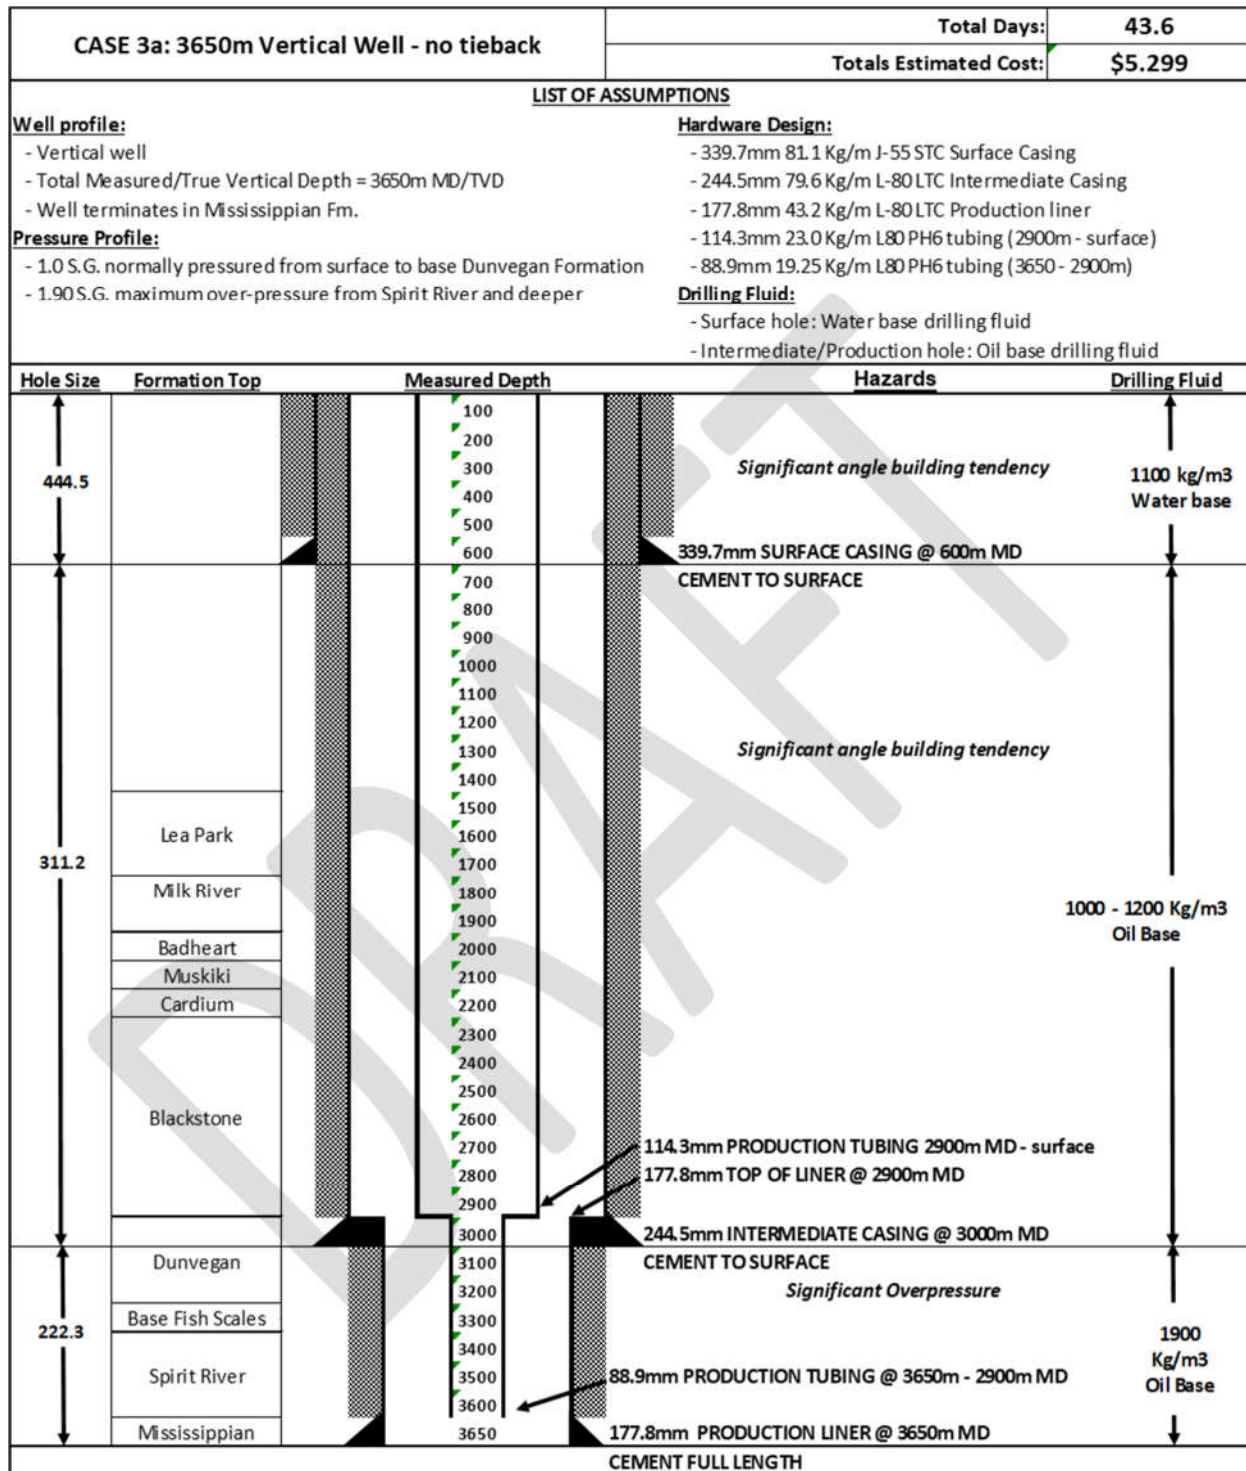 CASE 3a: 3650m Vertical Well - no tieback
Total Days: 43.6
Totals Estimated Cost: $5.299
LIST OF ASSUMPTIONS
Well profile:
- Vertical well
- Total Measured/True Vertical Depth = 3650m MD/TVD
- Well terminates in Mississippian Fm.
Pressure Profile:
- 1.0 S.G. normally pressured from surface to base Dunvegan Formation
- 1.90 S.G. maximum over-pressure from Spirit River and deeper
Hardware Design:
- 339.7mm 81.1 Kg/m J-55 STC Surface Casing
- 244.5mm 79.6 Kg/m L-80 LTC Intermediate Casing
- 177.8mm 43.2 Kg/m L-80 LTC Production liner
- 114.3mm 23.0 Kg/m L80 PH6 tubing (2900m - surface)
- 88.9mm 19.25 Kg/m L80 PH6 tubing (3650 - 2900m)
Drilling Fluid:
- Surface hole: Water base drilling fluid
- Intermediate/Production hole: Oil base drilling fluid
Hole Size Formation Top Measured Depth Hazards Drilling Fluid
100
200
300 Significant angle building tendency
444.5 1100 kg/m3
400 Water base
500
600 339.7mm SURFACE CASING @ 600m MD
700 CEMENT TO SURFACE
800
900
1000
1100
1200
1300 Significant angle building tendency
1400
1500
Lea Park 1600
311.2 1700
Milk River 1800
1900 1000 - 1200 Kg/m3
Badheart 2000 Oil Base
Muskiki 2100
Cardium 2200
2300
2400
2500
Blackstone 2600
2700 114.3mm PRODUCTION TUBING 2900m MD - surface
2800 177.8mm TOP OF LINER @ 2900m MD
2900
3000 244.5mm INTERMEDIATE CASING @ 3000m MD
Dunvegan 3100 CEMENT TO SURFACE
3200 Significant Overpressure
Base Fish Scales 3300
222.3 1900
3400 Kg/m3
Spirit River 3500 88.9mm PRODUCTION TUBING @ 3650m - 2900m MD Oil Base
3600
Mississippian 3650 177.8mm PRODUCTION LINER @ 3650m MD
CEMENT FULL LENGTH
DRAFT